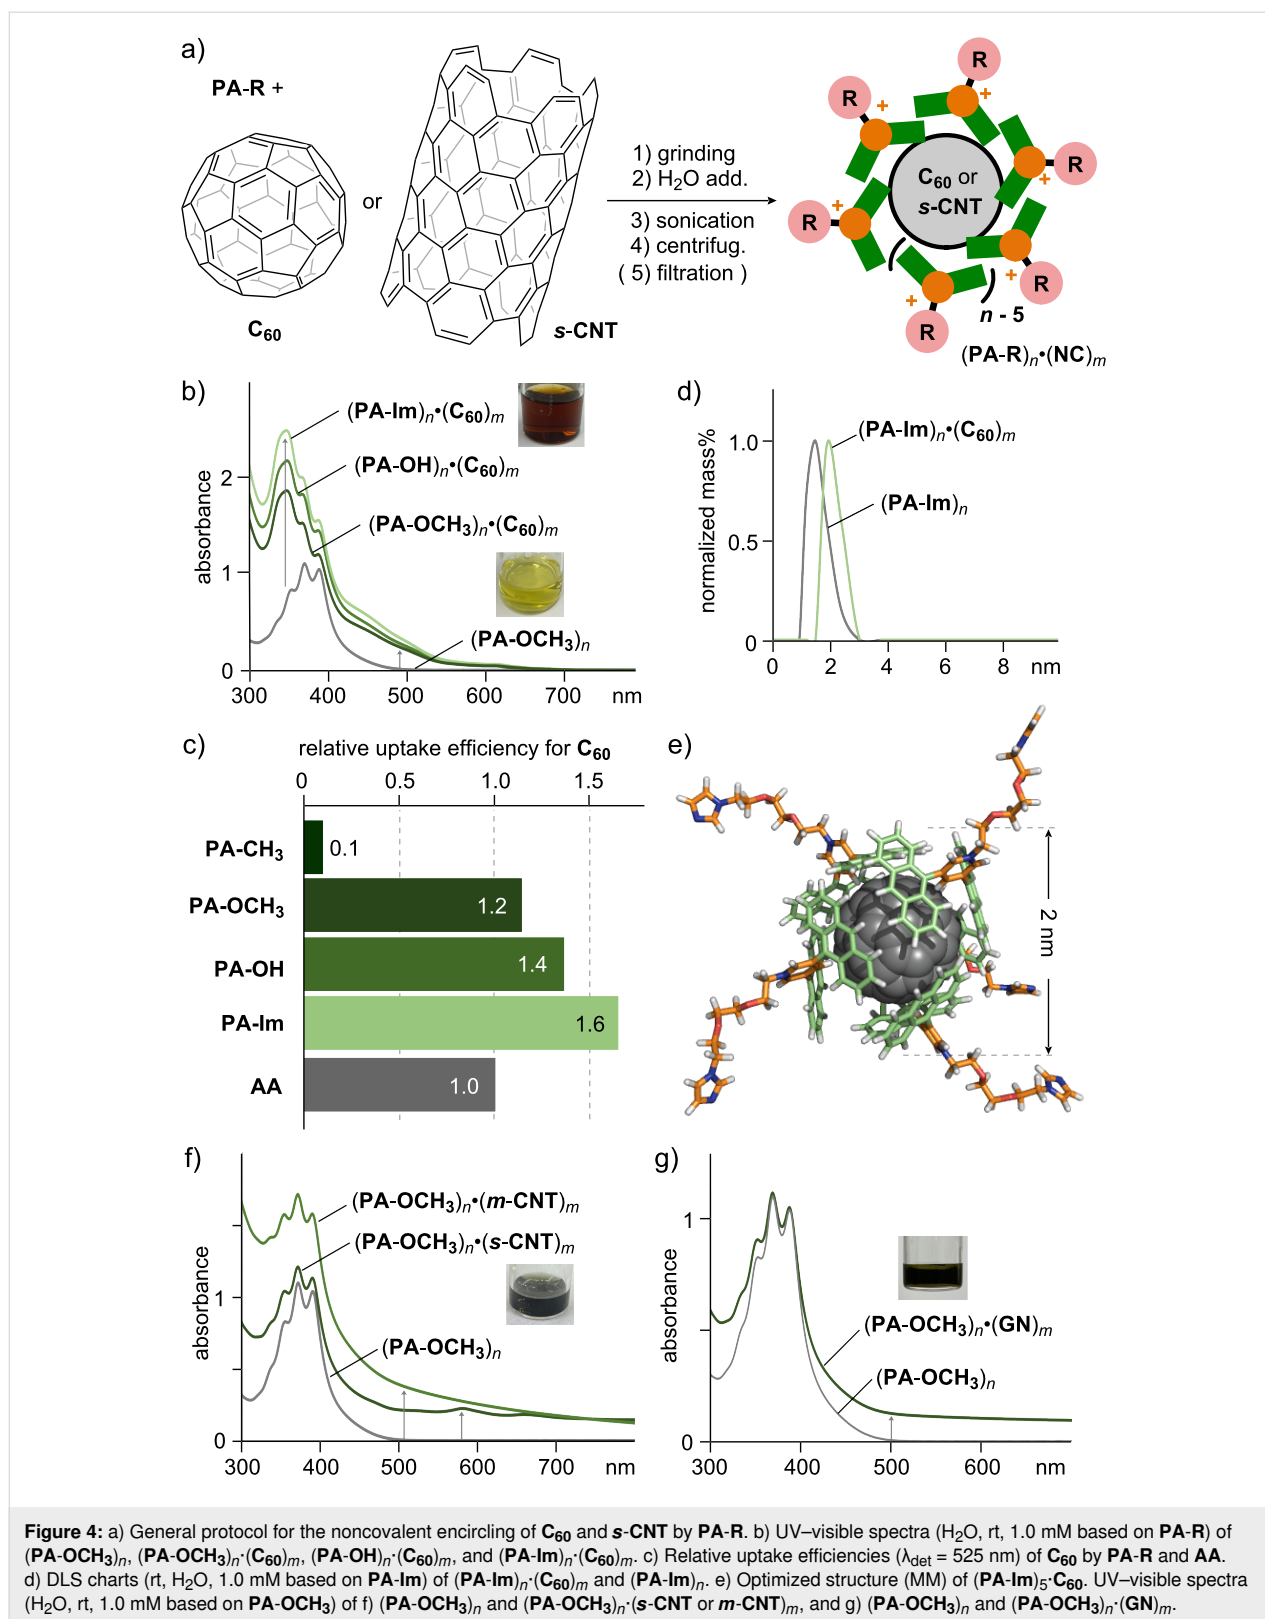 a)
PA-R +
or
C60
s-CNT
1) grinding
2) H2O add.
3) sonication
4) centrifug.
( 5) filtration )
R
R
R
R
R
R
R
+
+
+
+
+
+
C60 or
s-CNT
n - 5
(PA-R)n•(NC)m
b)
absorbance
2
1
0
300 400 500 600 700 nm
(PA-Im)n•(C60)m
(PA-OH)n•(C60)m
(PA-OCH3)n•(C60)m
(PA-OCH3)n
d)
normalized mass%
1.0
0.5
0
0 2 4 6 8 nm
(PA-Im)n•(C60)m
(PA-Im)n
c)
relative uptake efficiency for C60
0 0.5 1.0 1.5
PA-CH3 0.1
PA-OCH3 1.2
PA-OH 1.4
PA-Im 1.6
AA 1.0
e)
2 nm
f)
absorbance
1
0
300 400 500 600 700 nm
(PA-OCH3)n•(m-CNT)m
(PA-OCH3)n•(s-CNT)m
(PA-OCH3)n
g)
absorbance
1
0
300 400 500 600 nm
(PA-OCH3)n•(GN)m
(PA-OCH3)n
Figure 4: a) General protocol for the noncovalent encircling of C60 and s-CNT by PA-R. b) UV–visible spectra (H2O, rt, 1.0 mM based on PA-R) of
(PA-OCH3)n, (PA-OCH3)n·(C60)m, (PA-OH)n·(C60)m, and (PA-Im)n·(C60)m. c) Relative uptake efficiencies (λdet = 525 nm) of C60 by PA-R and AA.
d) DLS charts (rt, H2O, 1.0 mM based on PA-Im) of (PA-Im)n·(C60)m and (PA-Im)n. e) Optimized structure (MM) of (PA-Im)5·C60. UV–visible spectra
(H2O, rt, 1.0 mM based on PA-OCH3) of f) (PA-OCH3)n and (PA-OCH3)n·(s-CNT or m-CNT)m, and g) (PA-OCH3)n and (PA-OCH3)n·(GN)m.